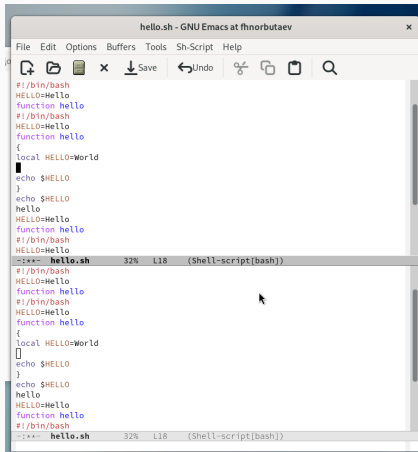 hello.sh - GNU Emacs at fhnorbutaev
File Edit Options Buffers Tools Sh-Script Help
Save Undo
#!/bin/bash
HELLO=Hello
function hello
#!/bin/bash
HELLO=Hello
function hello
{
local HELLO=World
echo $HELLO
}
echo $HELLO
hello
HELLO=Hello
function hello
#!/bin/bash
HELLO=Hello
-:**- hello.sh 32% L18 (Shell-script[bash])
#!/bin/bash
HELLO=Hello
function hello
#!/bin/bash
HELLO=Hello
function hello
{
local HELLO=World
echo $HELLO
}
echo $HELLO
hello
HELLO=Hello
function hello
#!/bin/bash
-:**- hello.sh 32% L18 (Shell-script[bash])